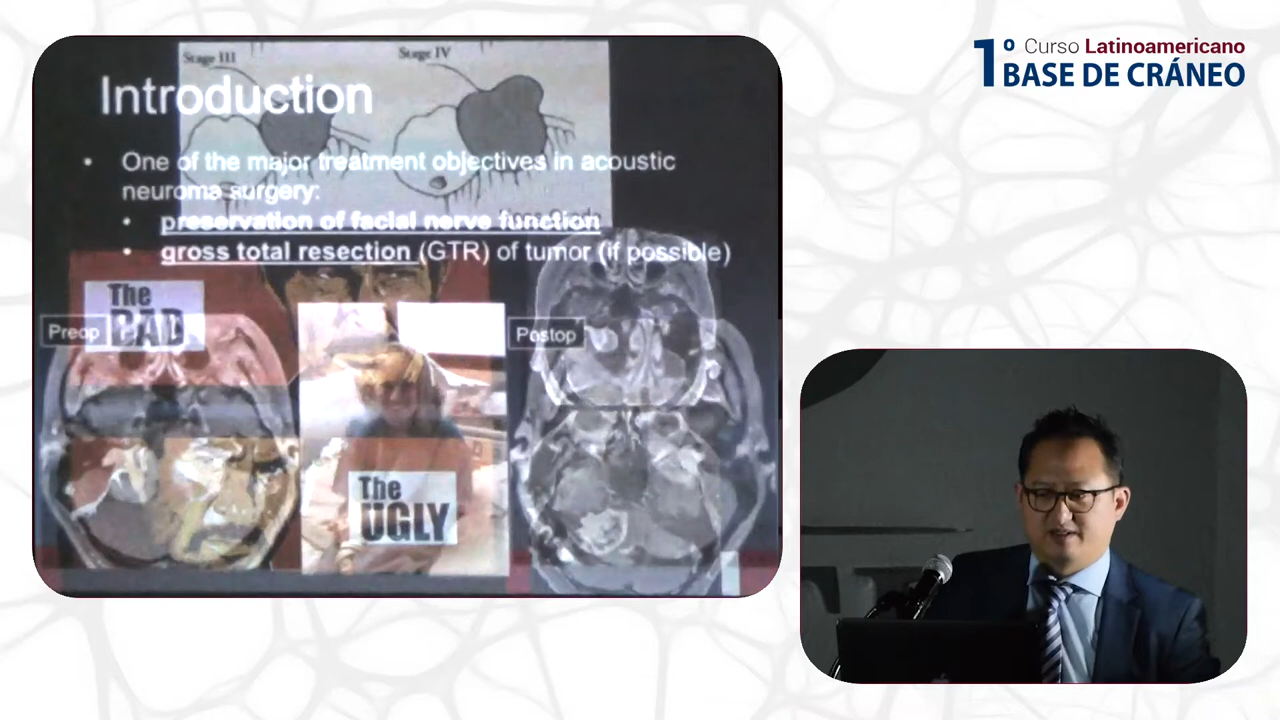 1º Curso Latinoamericano
BASE DE CRÁNEO
Stage III
Stage IV
Introduction
• One of the major treatment objectives in acoustic
neuroma surgery:
• preservation of facial nerve function
• gross total resection (GTR) of tumor (if possible)
The
BAD
Preop
Postop
The
UGLY